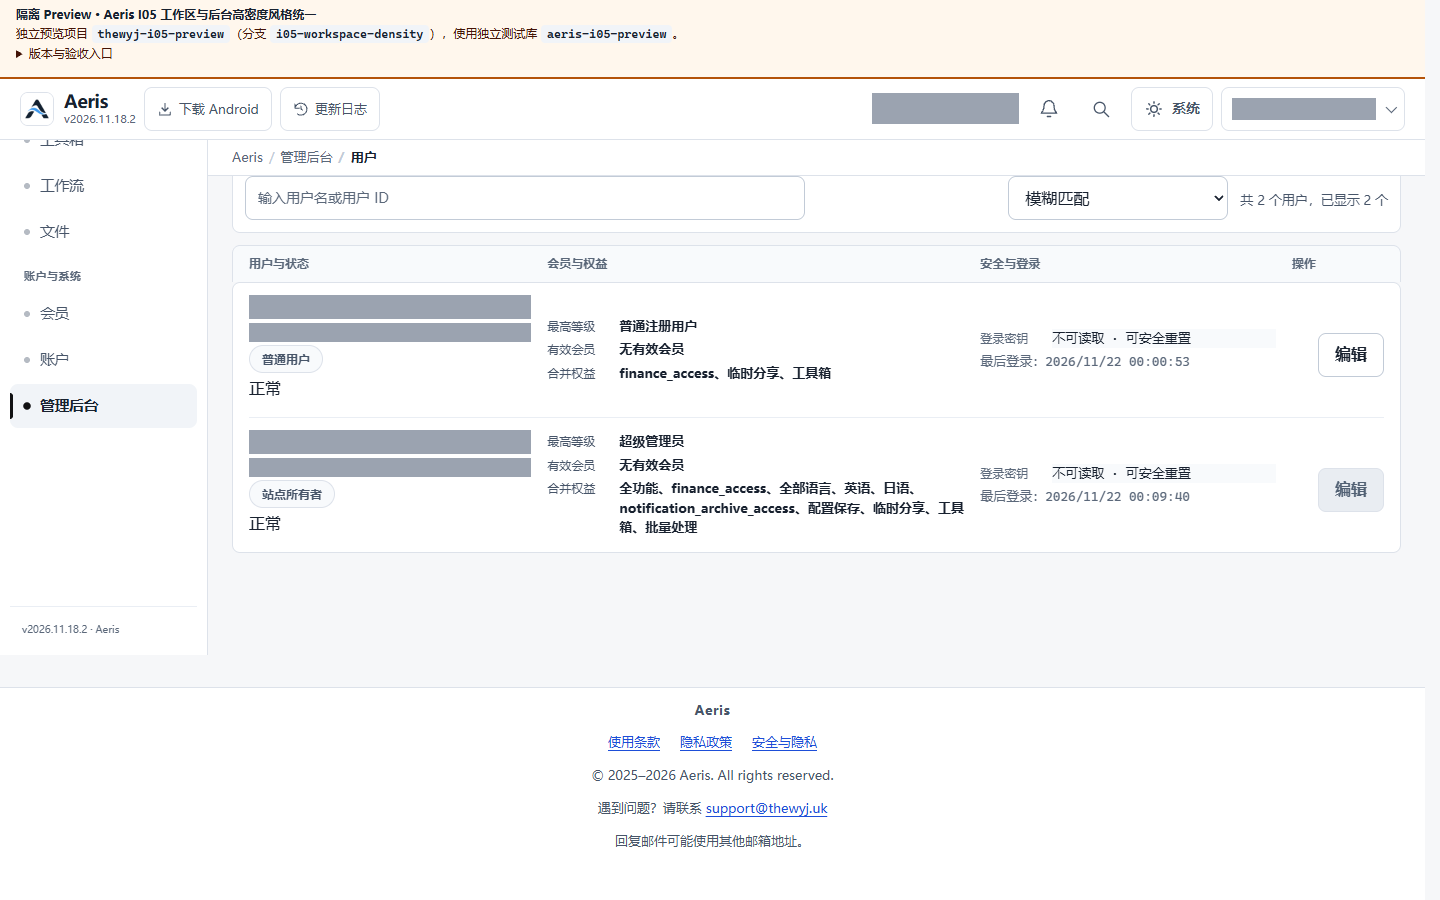 隔离 Preview • Aeris I05 工作区与后台高密度风格统一
独立预览项目 thewyj-i05-preview （分支 i05-workspace-density ），使用独立测试库 aeris-i05-preview 。
▶ 版本与验收入口
Aeris
v2026.11.18.2
下载 Android
更新日志
系统
工具箱
工作流
文件
账户与系统
会员
账户
管理后台
v2026.11.18.2 · Aeris
Aeris / 管理后台 / 用户
输入用户名或用户 ID
模糊匹配
共 2 个用户，已显示 2 个
用户与状态 会员与权益 安全与登录 操作
普通用户
正常
最高等级 普通注册用户
有效会员 无有效会员
合并权益 finance_access、临时分享、工具箱
登录密钥 不可读取 · 可安全重置
最后登录: 2026/11/22 00:00:53
编辑
站点所有者
正常
最高等级 超级管理员
有效会员 无有效会员
合并权益 全功能、finance_access、全部语言、英语、日语、
notification_archive_access、配置保存、临时分享、工具
箱、批量处理
登录密钥 不可读取 · 可安全重置
最后登录: 2026/11/22 00:09:40
编辑
Aeris
使用条款 隐私政策 安全与隐私
© 2025–2026 Aeris. All rights reserved.
遇到问题？请联系 support@thewyj.uk
回复邮件可能使用其他邮箱地址。